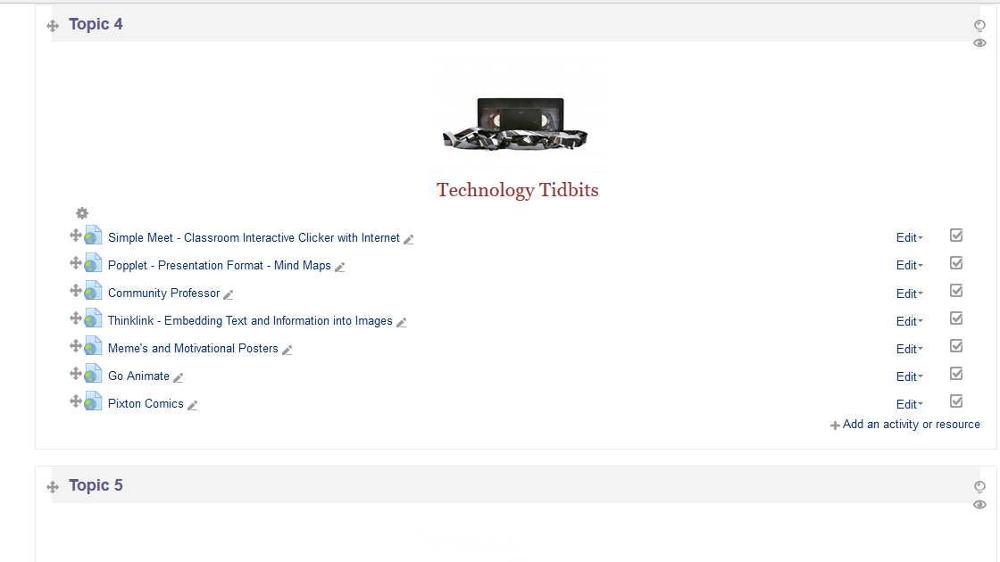 Topic 4
Technology Tidbits
Simple Meet - Classroom Interactive Clicker with Internet Edit
Popplet - Presentation Format - Mind Maps Edit
Community Professor Edit
Thinklink - Embedding Text and Information into Images Edit
Meme's and Motivational Posters Edit
Go Animate Edit
Pixton Comics Edit
Add an activity or resource
Topic 5